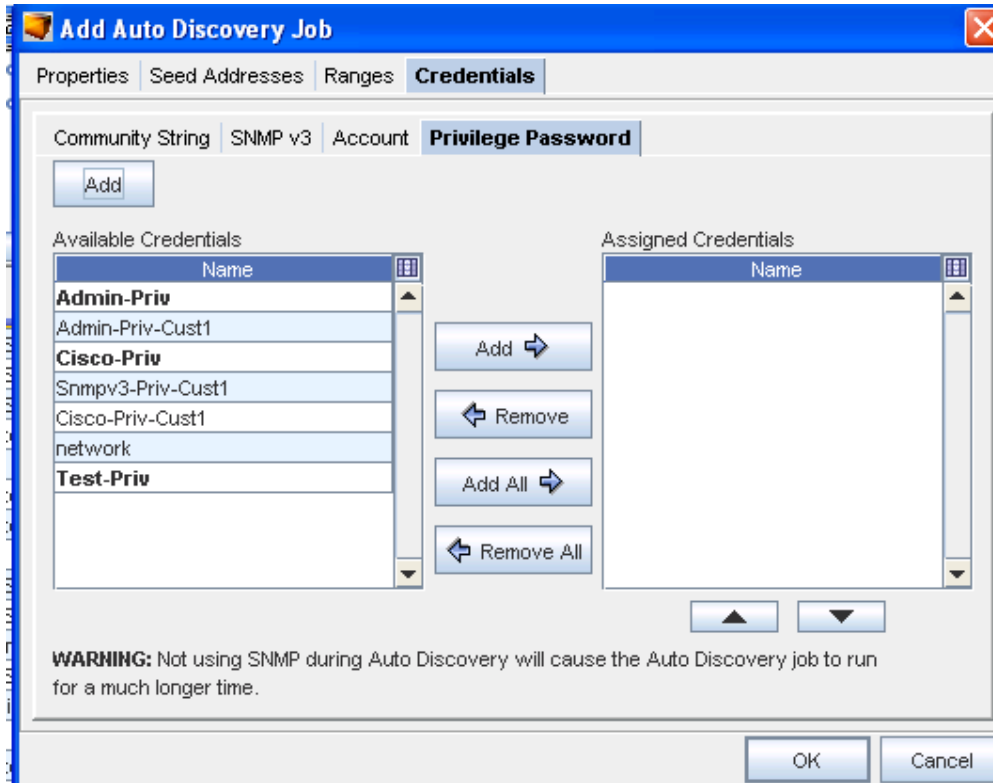 Add Auto Discovery Job
Properties Seed Addresses Ranges Credentials
Community String SNMP v3 Account Privilege Password
Add
Available Credentials
Name
Admin-Priv
Admin-Priv-Cust1
Cisco-Priv
Snmpv3-Priv-Cust1
Cisco-Priv-Cust1
network
Test-Priv
Add
Remove
Add All
Remove All
Assigned Credentials
Name
WARNING: Not using SNMP during Auto Discovery will cause the Auto Discovery job to run
for a much longer time.
OK Cancel